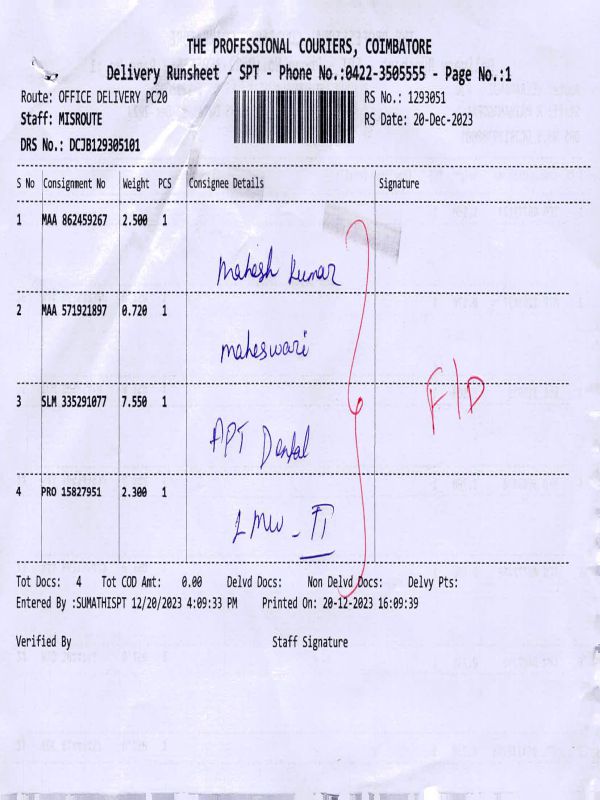 THE PROFESSIONAL COURIERS, COIMBATORE
Delivery Runsheet - SPT - Phone No.:0422-3505555 - Page No.:1
Route: OFFICE DELIVERY PC20 RS No.: 1293051
Staff: MISROUTE RS Date: 20-Dec-2023
DRS No.: DCJB129305101
S No Consignment No Weight PCS Consignee Details Signature
1 MAA 862459267 2.500 1
Mahesh Kumar
2 MAA 571921897 0.720 1
maheswari
F/D
3 SLM 335291077 7.550 1
APT Dental
4 PRO 15827951 2.300 1
LMW - II
Tot Docs: 4 Tot COD Amt: 0.00 Delvd Docs: Non Delvd Docs: Delvy Pts:
Entered By :SUMATHISPT 12/20/2023 4:09:33 PM Printed On: 20-12-2023 16:09:39
Verified By Staff Signature